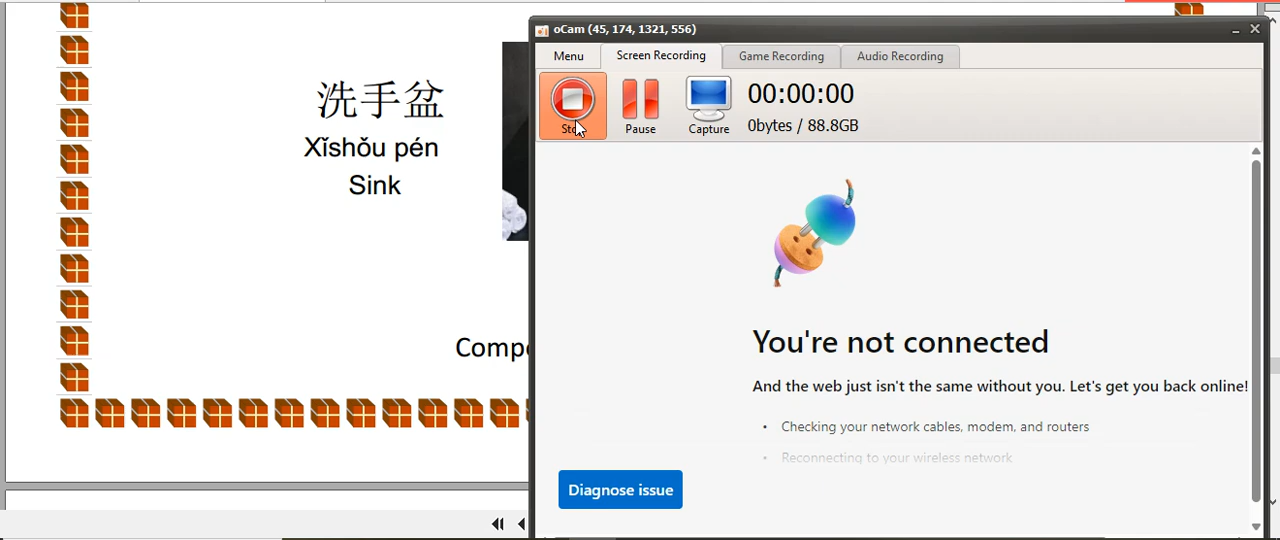 洗手盆
Xǐshǒu pén
Sink
oCam (45, 174, 1321, 556)
Menu
Screen Recording
Game Recording
Audio Recording
Pause
Capture
00:00:00
0bytes / 88.8GB
You're not connected
And the web just isn't the same without you. Let's get you back online!
• Checking your network cables, modem, and routers
• Reconnecting to your wireless network
Diagnose issue